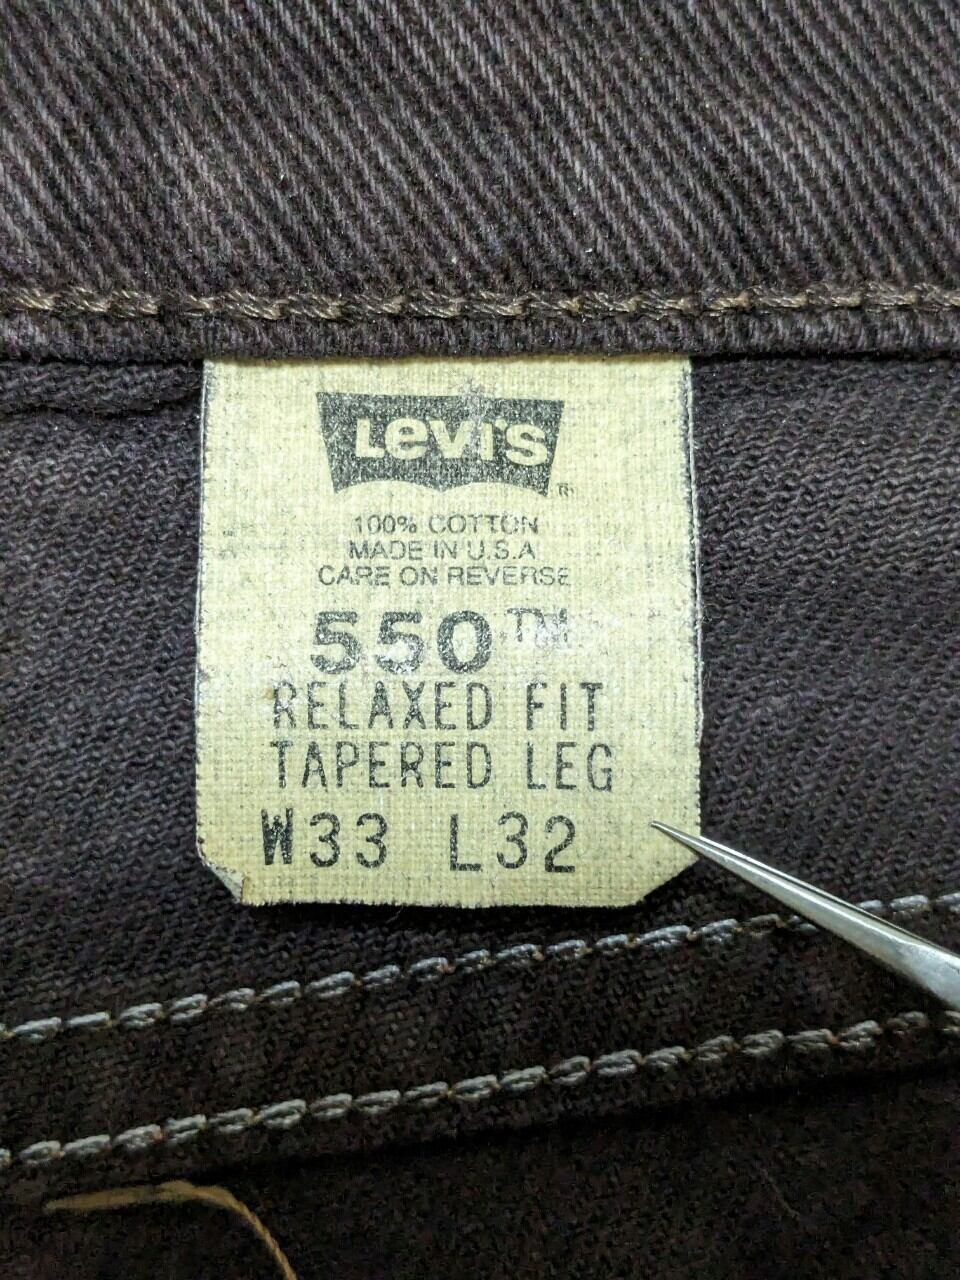 Levi's
®
100% COTTON
MADE IN U.S.A
CARE ON REVERSE
550™
RELAXED FIT
TAPERED LEG
W33 L32